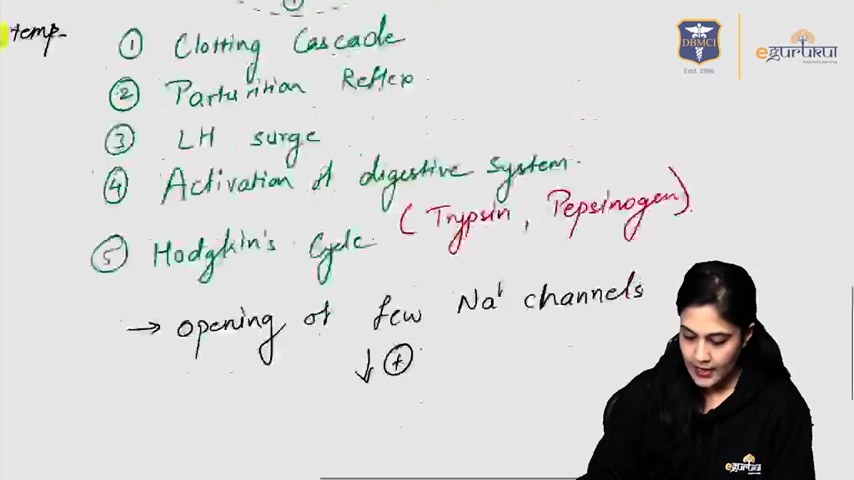 temp-
① Clotting Cascade
② Parturition Reflex
③ LH surge
④ Activation of digestive system.
(Trypsin, Pepsinogen).
⑤ Hodgkin's Cycle
→ opening of few Na⁺ channels
↓ ⊕
DBMCI
Estd. 1996
eGurukul
eGurukul